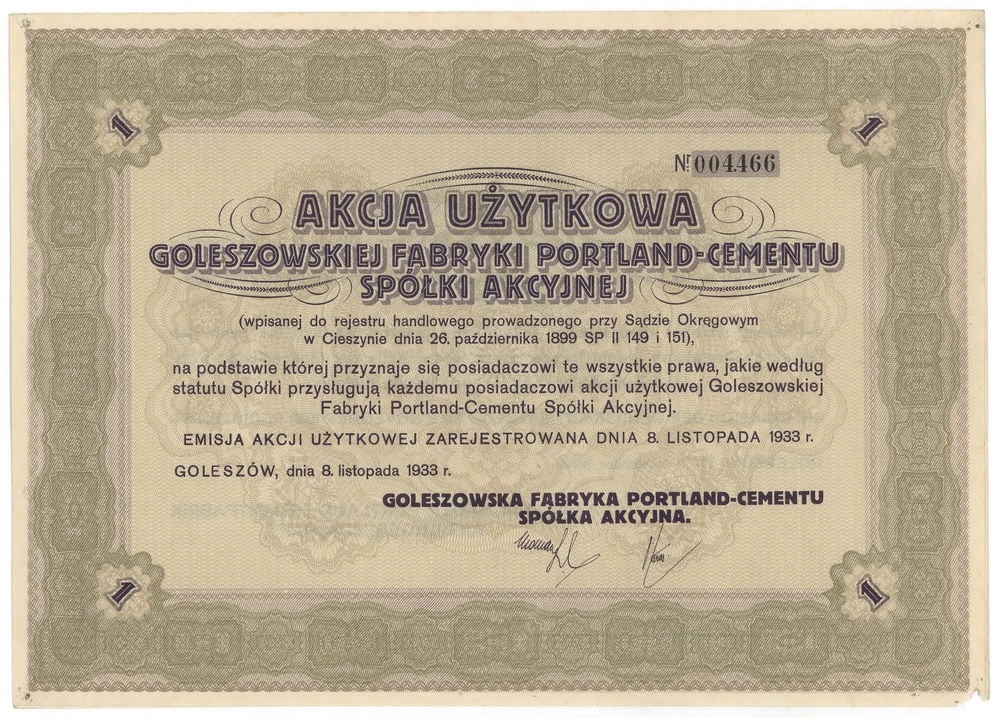 1
1
Nr 004466
AKCJA UŻYTKOWA
GOLESZOWSKIEJ FABRYKI PORTLAND-CEMENTU
SPÓŁKI AKCYJNEJ
(wpisanej do rejestru handlowego prowadzonego przy Sądzie Okręgowym
w Cieszynie dnia 26. października 1899 SP II 149 i 151),
na podstawie której przyznaje się posiadaczowi te wszystkie prawa, jakie według
statutu Spółki przysługują każdemu posiadaczowi akcji użytkowej Goleszowskiej
Fabryki Portland-Cementu Spółki Akcyjnej.
EMISJA AKCJI UŻYTKOWEJ ZAREJESTROWANA DNIA 8. LISTOPADA 1933 r.
GOLESZÓW, dnia 8. listopada 1933 r.
GOLESZOWSKA FABRYKA PORTLAND-CEMENTU
SPÓŁKA AKCYJNA.
1
1